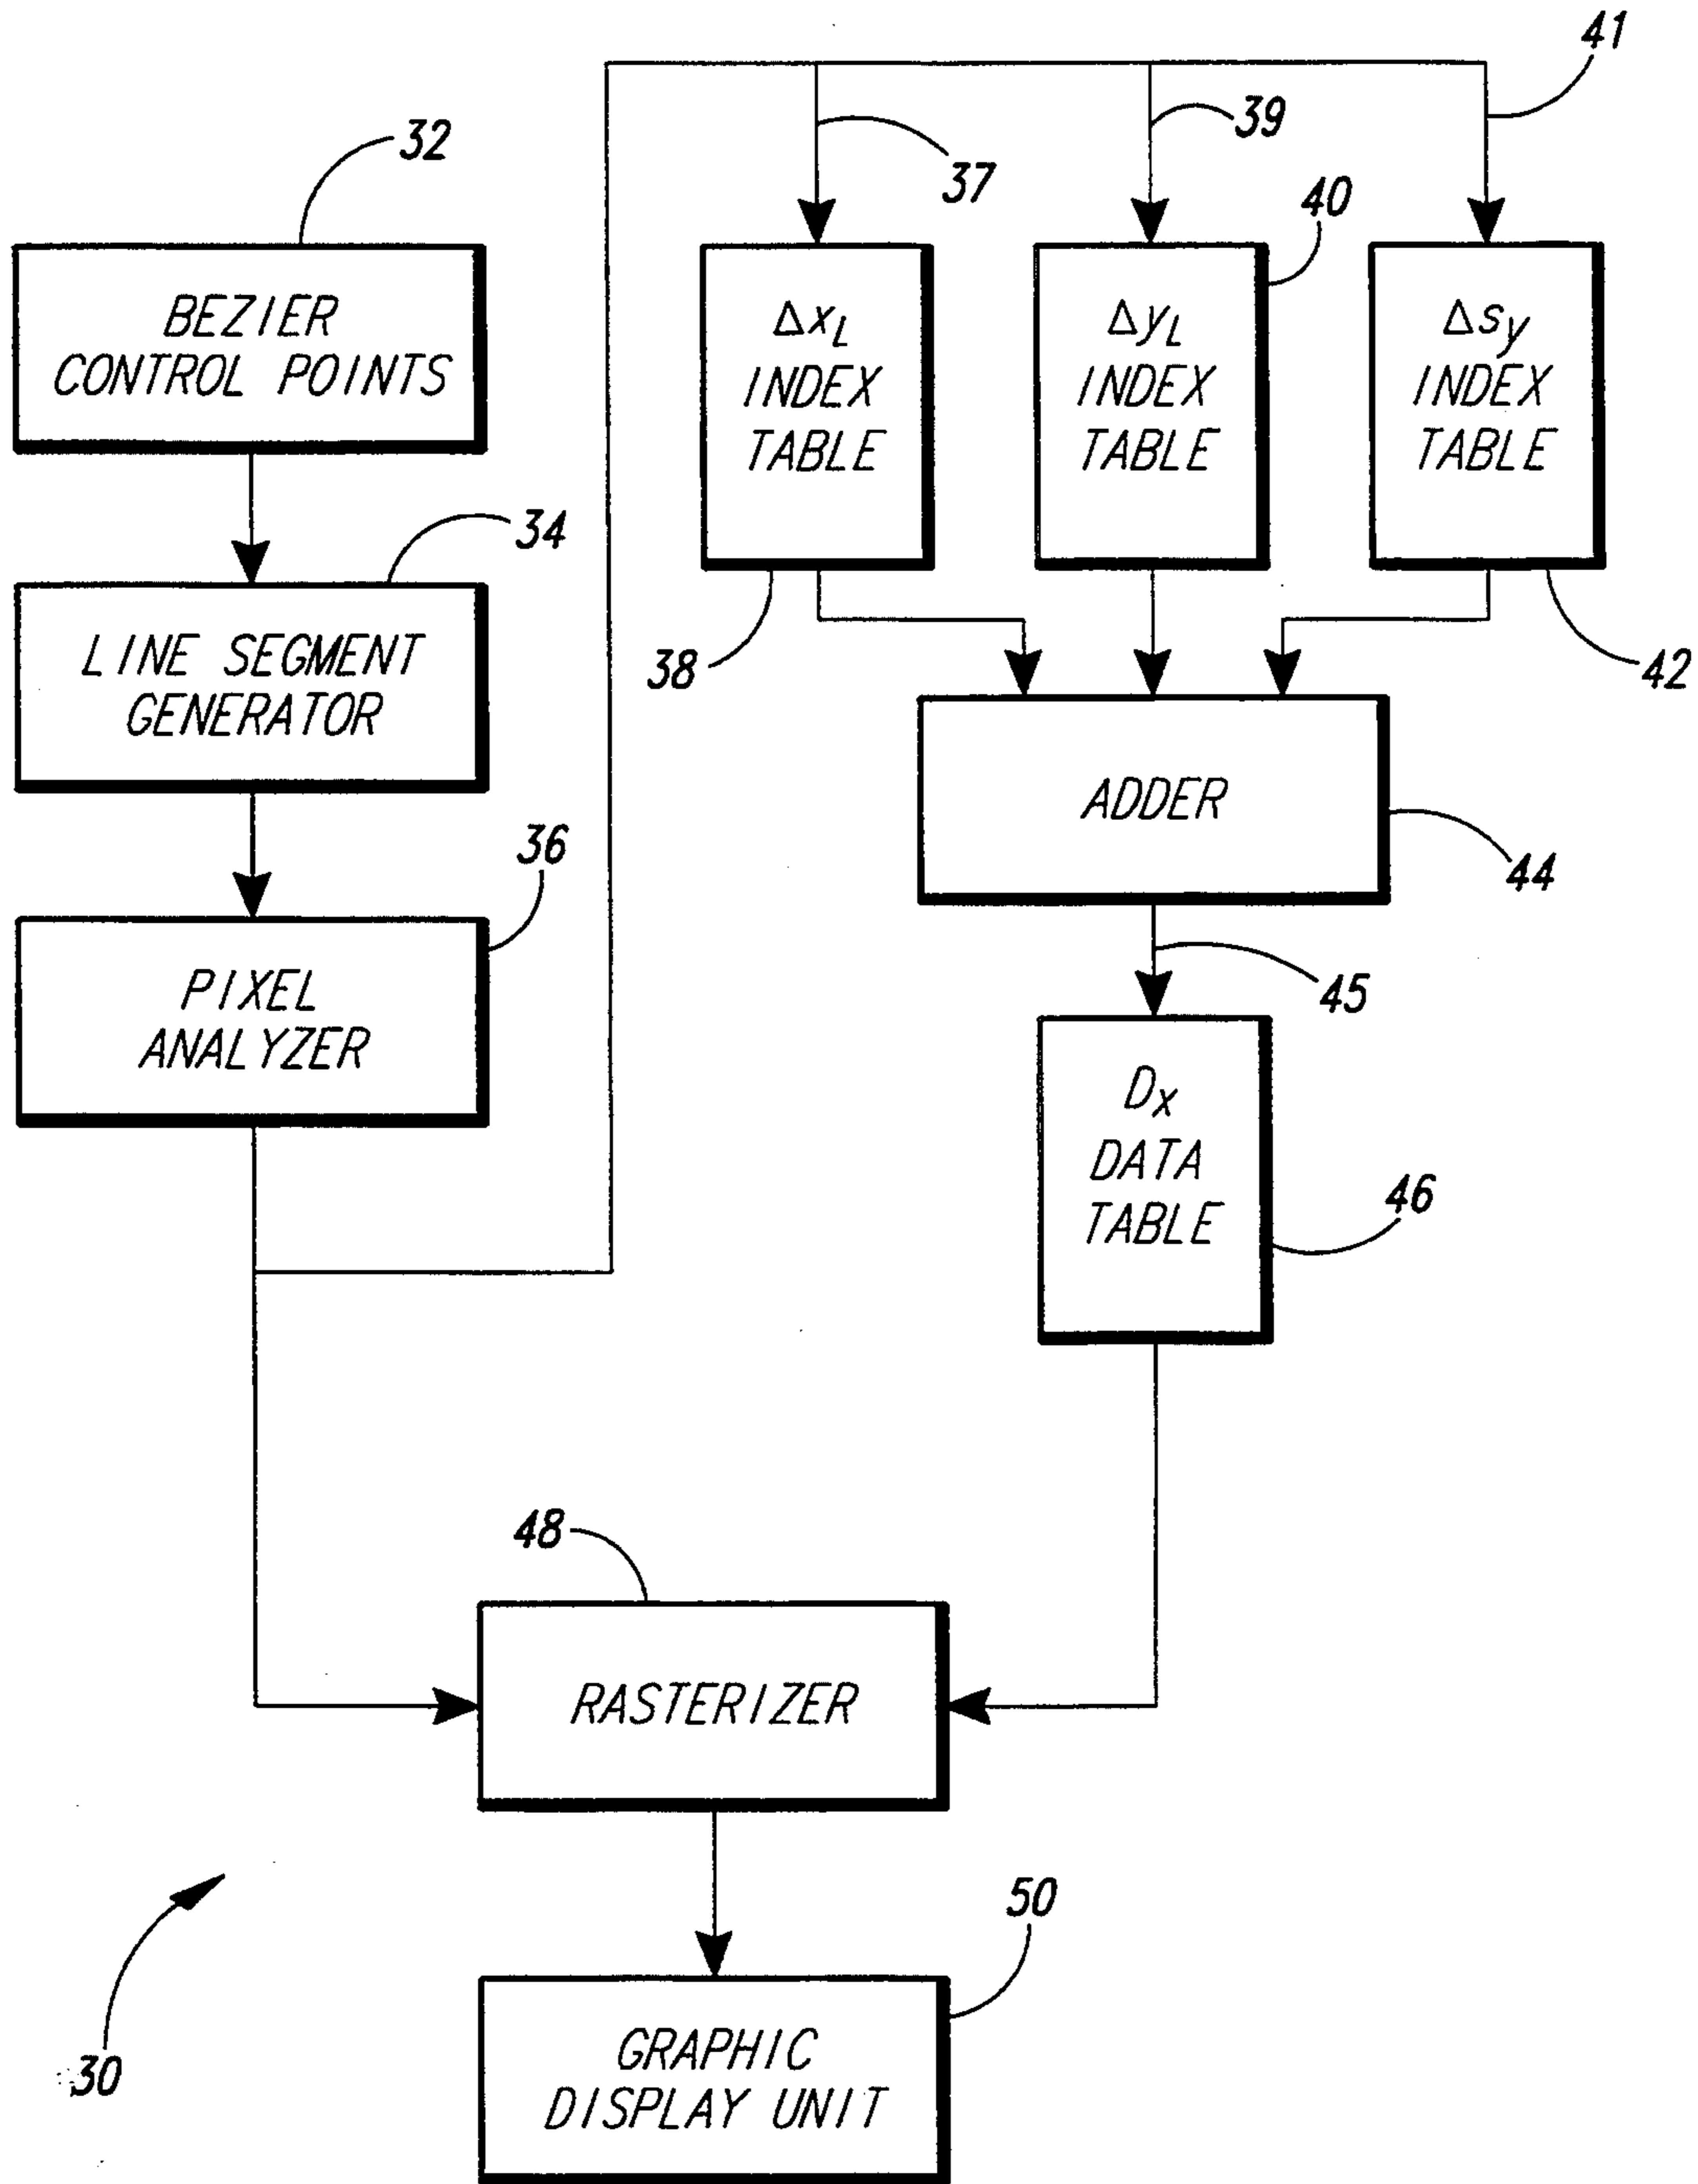 41
32
37
39
40
BEZIER
CONTROL POINTS
Δx_L
INDEX
TABLE
Δy_L
INDEX
TABLE
Δs_y
INDEX
TABLE
34
38
42
LINE SEGMENT
GENERATOR
ADDER
44
36
45
PIXEL
ANALYZER
D_x
DATA
TABLE
46
48
RASTERIZER
50
30
GRAPHIC
DISPLAY UNIT